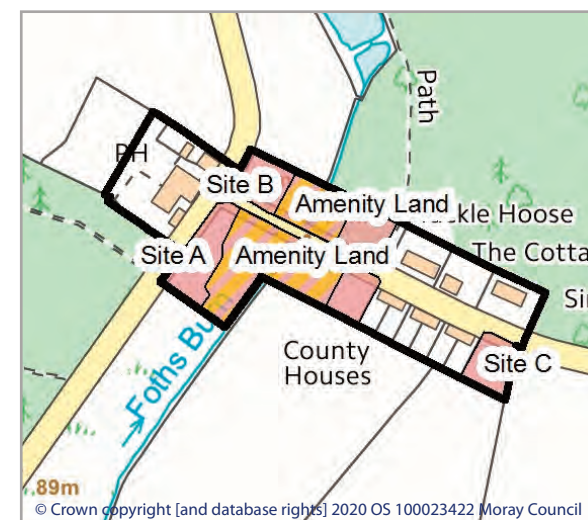 Path
PH
Site B
Amenity Land
ckle Hoose
Site A
Amenity Land
The Cotta
Si
Foths Bu
County
Houses
Site C
89m
© Crown copyright [and database rights] 2020 OS 100023422 Moray Council